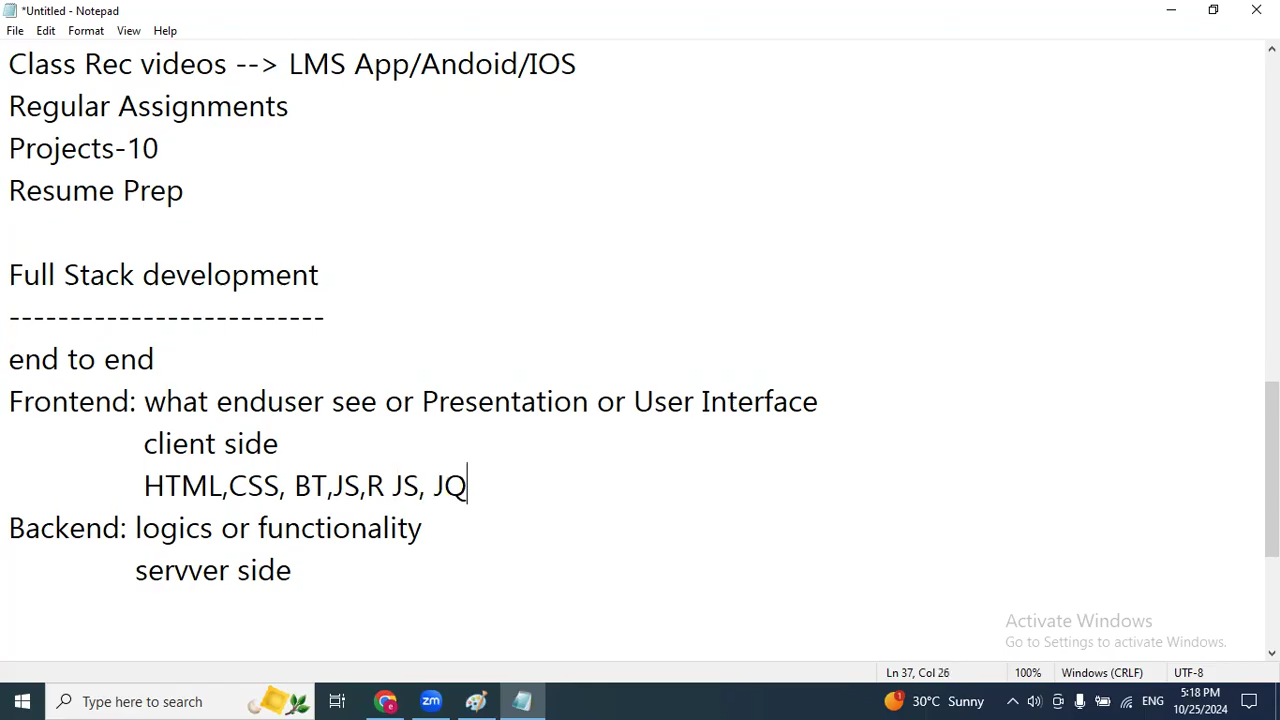 *Untitled - Notepad
File Edit Format View Help
Class Rec videos --> LMS App/Andoid/IOS
Regular Assignments
Projects-10
Resume Prep
Full Stack development
--------------------------
end to end
Frontend: what enduser see or Presentation or User Interface
client side
HTML,CSS, BT,JS,R JS, JQ
Backend: logics or functionality
servver side
Activate Windows
Go to Settings to activate Windows.
Ln 37, Col 26 100% Windows (CRLF) UTF-8
Type here to search 30°C Sunny ENG 5:18 PM
10/25/2024